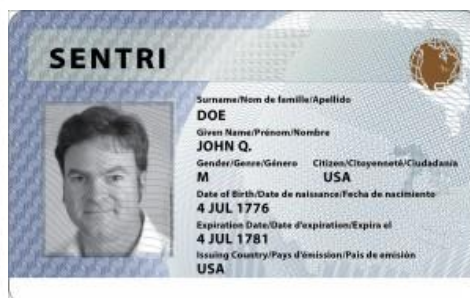 SENTRI
Surname/Nom de famille/Apellido
DOE
Given Name/Prénom/Nombre
JOHN Q.
Gender/Genre/Género Citizen/Citoyenneté/Ciudadania
M USA
Date of Birth/Date de naissance/Fecha de nacimiento
4 JUL 1776
Expiration Date/Date d'expiration/Expira el
4 JUL 1781
Issuing Country/Pays d'émission/Pais de emisión
USA